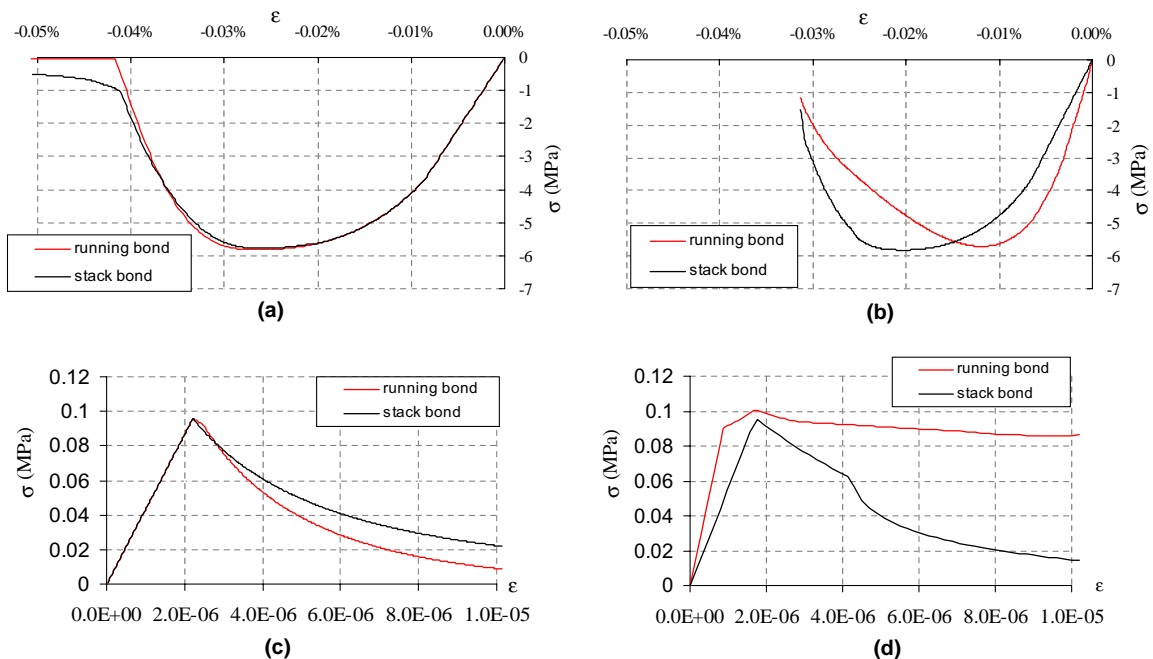 ε
-0.05% -0.04% -0.03% -0.02% -0.01% 0.00%
0
-1
-2
-3
-4
-5
-6
-7
σ (MPa)
running bond
stack bond
(a)
ε
-0.05% -0.04% -0.03% -0.02% -0.01% 0.00%
0
-1
-2
-3
-4
-5
-6
-7
σ (MPa)
running bond
stack bond
(b)
σ (MPa)
0.12
0.1
0.08
0.06
0.04
0.02
0
0.0E+00 2.0E-06 4.0E-06 6.0E-06 8.0E-06 1.0E-05
ε
running bond
stack bond
(c)
σ (MPa)
0.12
0.1
0.08
0.06
0.04
0.02
0
0.0E+00 2.0E-06 4.0E-06 6.0E-06 8.0E-06 1.0E-05
ε
running bond
stack bond
(d)